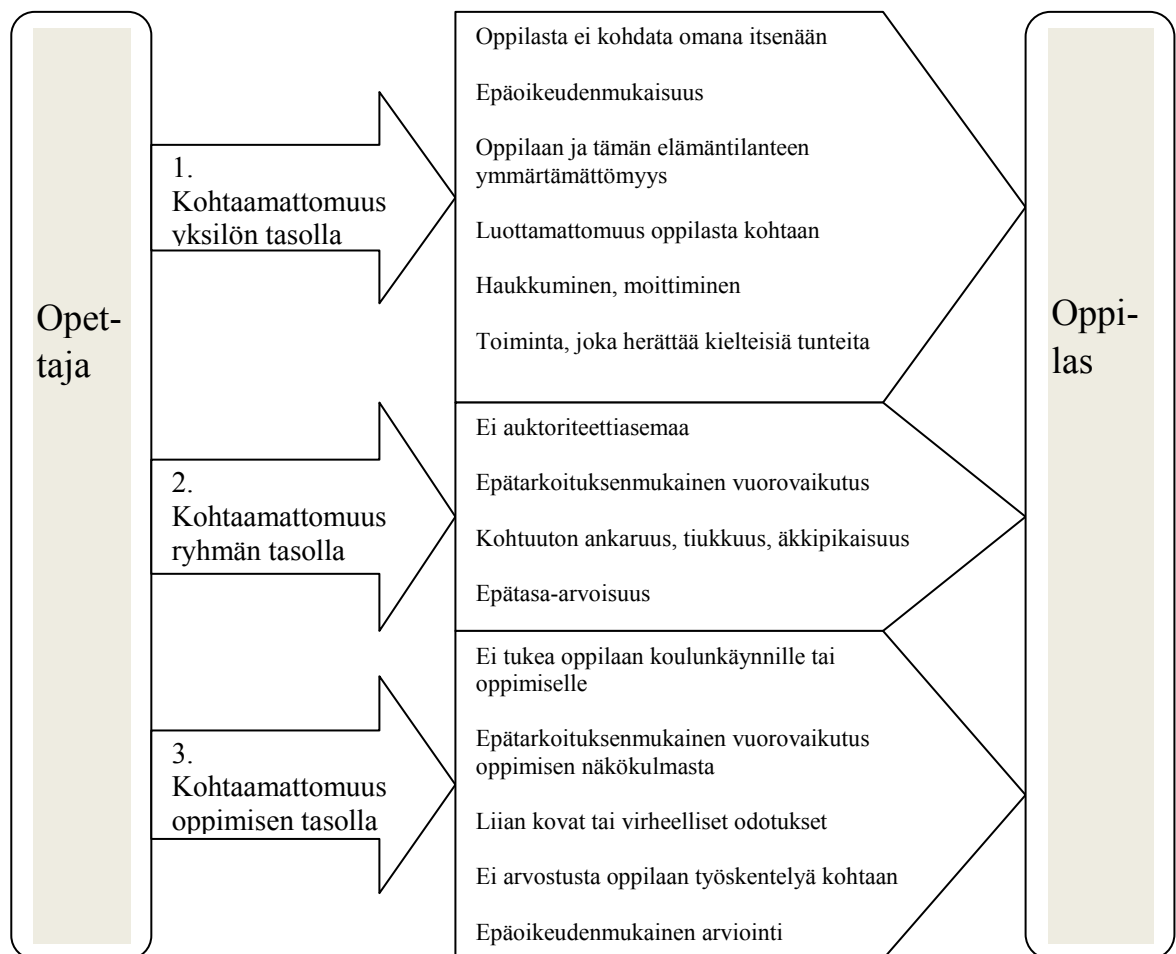 Opet-
taja
1.
Kohtaamattomuus
yksilön tasolla
Oppilasta ei kohdata omana itsenään
Epäoikeudenmukaisuus
Oppilaan ja tämän elämäntilanteen
ymmärtämättömyys
Luottamattomuus oppilasta kohtaan
Haukkuminen, moittiminen
Toiminta, joka herättää kielteisiä tunteita
2.
Kohtaamattomuus
ryhmän tasolla
Ei auktoriteettiasemaa
Epätarkoituksenmukainen vuorovaikutus
Kohtuuton ankaruus, tiukkuus, äkkipikaisuus
Epätasa-arvoisuus
3.
Kohtaamattomuus
oppimisen tasolla
Ei tukea oppilaan koulunkäynnille tai
oppimiselle
Epätarkoituksenmukainen vuorovaikutus
oppimisen näkökulmasta
Liian kovat tai virheelliset odotukset
Ei arvostusta oppilaan työskentelyä kohtaan
Epäoikeudenmukainen arviointi
Oppi-
las